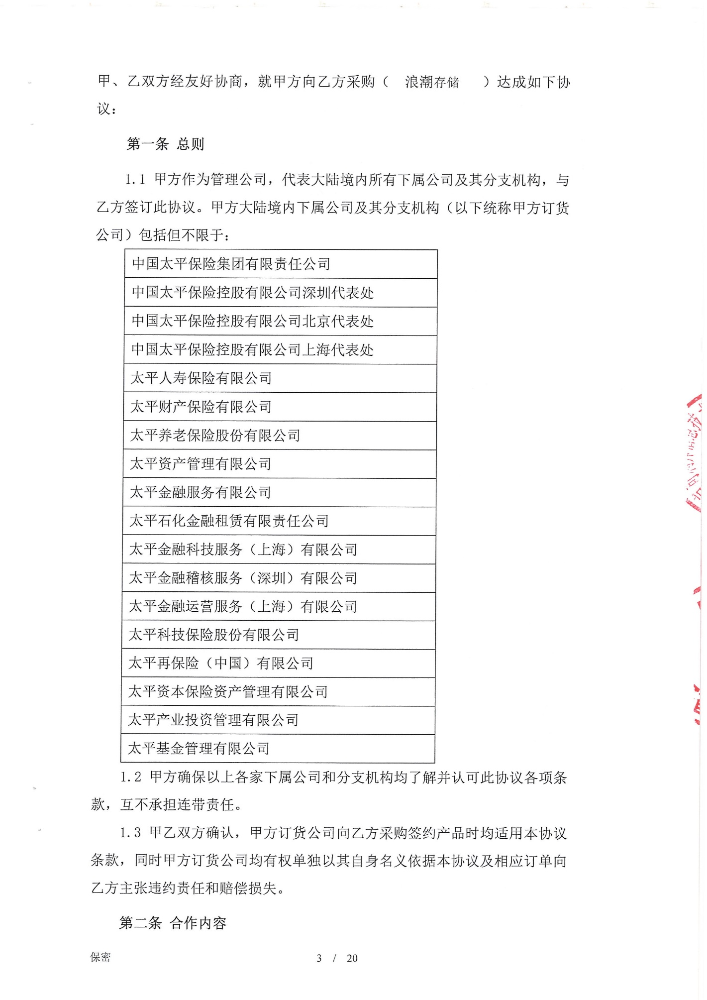 甲、乙双方经友好协商，就甲方向乙方采购（ 浪潮存储 ）达成如下协
议：
第一条 总则
1.1 甲方作为管理公司，代表大陆境内所有下属公司及其分支机构，与
乙方签订此协议。甲方大陆境内下属公司及其分支机构（以下统称甲方订货
公司）包括但不限于：
中国太平保险集团有限责任公司
中国太平保险控股有限公司深圳代表处
中国太平保险控股有限公司北京代表处
中国太平保险控股有限公司上海代表处
太平人寿保险有限公司
太平财产保险有限公司
太平养老保险股份有限公司
太平资产管理有限公司
太平金融服务有限公司
太平石化金融租赁有限责任公司
太平金融科技服务（上海）有限公司
太平金融稽核服务（深圳）有限公司
太平金融运营服务（上海）有限公司
太平科技保险股份有限公司
太平再保险（中国）有限公司
太平资本保险资产管理有限公司
太平产业投资管理有限公司
太平基金管理有限公司
1.2 甲方确保以上各家下属公司和分支机构均了解并认可此协议各项条
款，互不承担连带责任。
1.3 甲乙双方确认，甲方订货公司向乙方采购签约产品时均适用本协议
条款，同时甲方订货公司均有权单独以其自身名义依据本协议及相应订单向
乙方主张违约责任和赔偿损失。
第二条 合作内容
保密
3 / 20